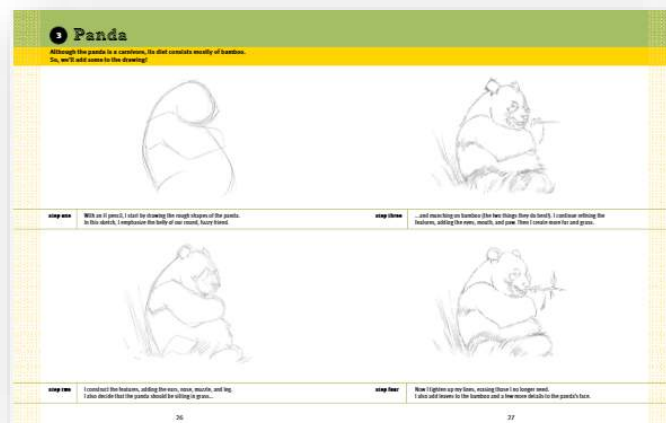 3 Panda
Although the panda is a carnivore, its diet consists mostly of bamboo.
So, we'll add some to the drawing!
step one With an H pencil, I start by drawing the rough shapes of the panda.
In this sketch, I emphasize the belly of our round, fuzzy friend.
step two I construct the features, adding the ears, nose, muzzle, and leg.
I also decide that the panda should be sitting in grass...
26
step three ...and munching on bamboo (the two things they do best!). I continue refining the
features, adding the eyes, mouth, and paw. Then I create more fur and grass.
step four Now I tighten up my lines, erasing those I no longer need.
I also add leaves to the bamboo and a few more details to the panda's face.
27